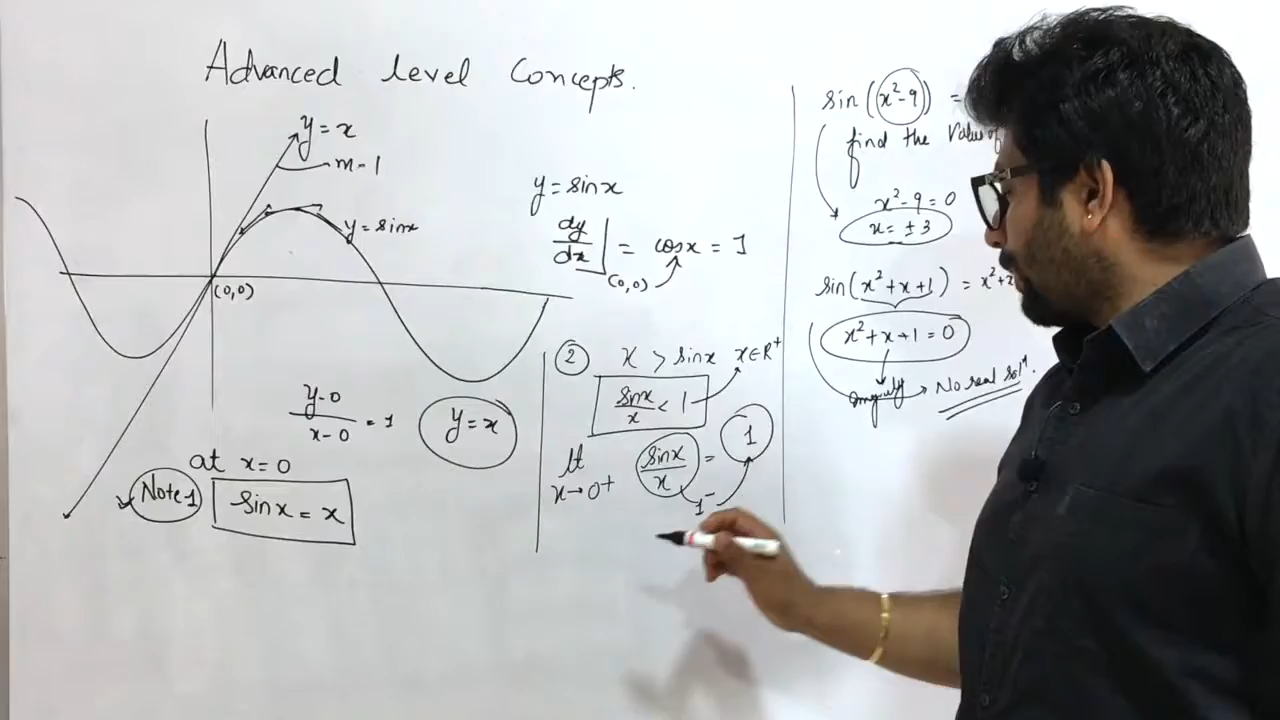 Advanced level Concepts.
y = x
m = 1
y = sinx
(0,0)
y-0
x-0
= 1
y = x
at x = 0
Note-1
sinx = x
y = sinx
dy
dx
(0,0)
= cosx = 1
② x > sinx x∈R⁺
sinx
x
< 1
lt
x→0⁺
sinx
x
= 1
1⁻
sin(x²-9) =
find the value of
x²-9 = 0
x = ±3
sin(x²+x+1) = x²+x
x²+x+1 = 0
No real solⁿ.